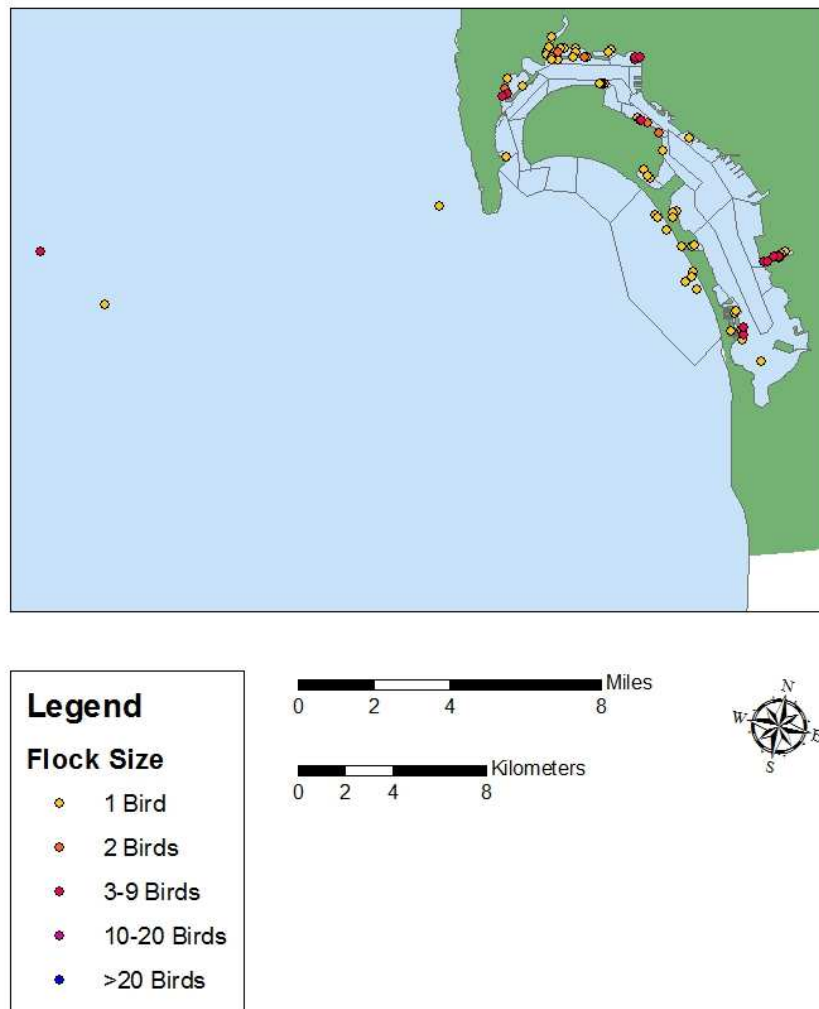 Legend
Flock Size
1 Bird
2 Birds
3-9 Birds
10-20 Birds
>20 Birds
Miles
0 2 4 8
Kilometers
0 2 4 8
N
W E
S